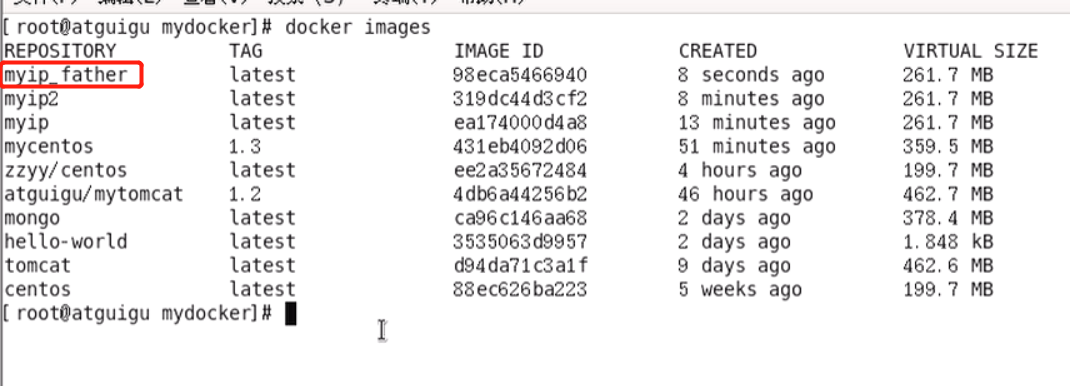 [root@atguigu mydocker]# docker images
REPOSITORY TAG IMAGE ID CREATED VIRTUAL SIZE
myip_father latest 98eca5466940 8 seconds ago 261.7 MB
myip2 latest 319dc44d3cf2 8 minutes ago 261.7 MB
myip latest ea174000d4a8 13 minutes ago 261.7 MB
mycentos 1.3 431eb4092d06 51 minutes ago 359.5 MB
zzyy/centos latest ee2a35672484 4 hours ago 199.7 MB
atguigu/mytomcat 1.2 4db6a44256b2 46 hours ago 462.7 MB
mongo latest ca96c146aa68 2 days ago 378.4 MB
hello-world latest 3535063d9957 2 days ago 1.848 kB
tomcat latest d94da71c3a1f 9 days ago 462.6 MB
centos latest 88ec626ba223 5 weeks ago 199.7 MB
[root@atguigu mydocker]#